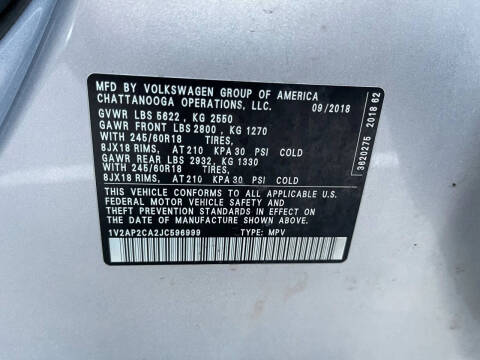 MFD BY VOLKSWAGEN GROUP OF AMERICA
CHATTANOOGA OPERATIONS, LLC. 09/2018
GVWR LBS 5622 , KG 2550
GAWR FRONT LBS 2800 , KG 1270
WITH 245/60R18 TIRES,
8JX18 RIMS, AT 210 KPA 30 PSI COLD
GAWR REAR LBS 2932, KG 1330
WITH 245/60R18 TIRES,
8JX18 RIMS, AT 210 KPA 30 PSI COLD
THIS VEHICLE CONFORMS TO ALL APPLICABLE
FEDERAL MOTOR VEHICLE SAFETY AND
THEFT PREVENTION STANDARDS IN EFFECT ON
THE DATE OF MANUFACTURE SHOWN ABOVE.
1V2AP2CA2JC596999 TYPE: MPV
3620275 2018 62